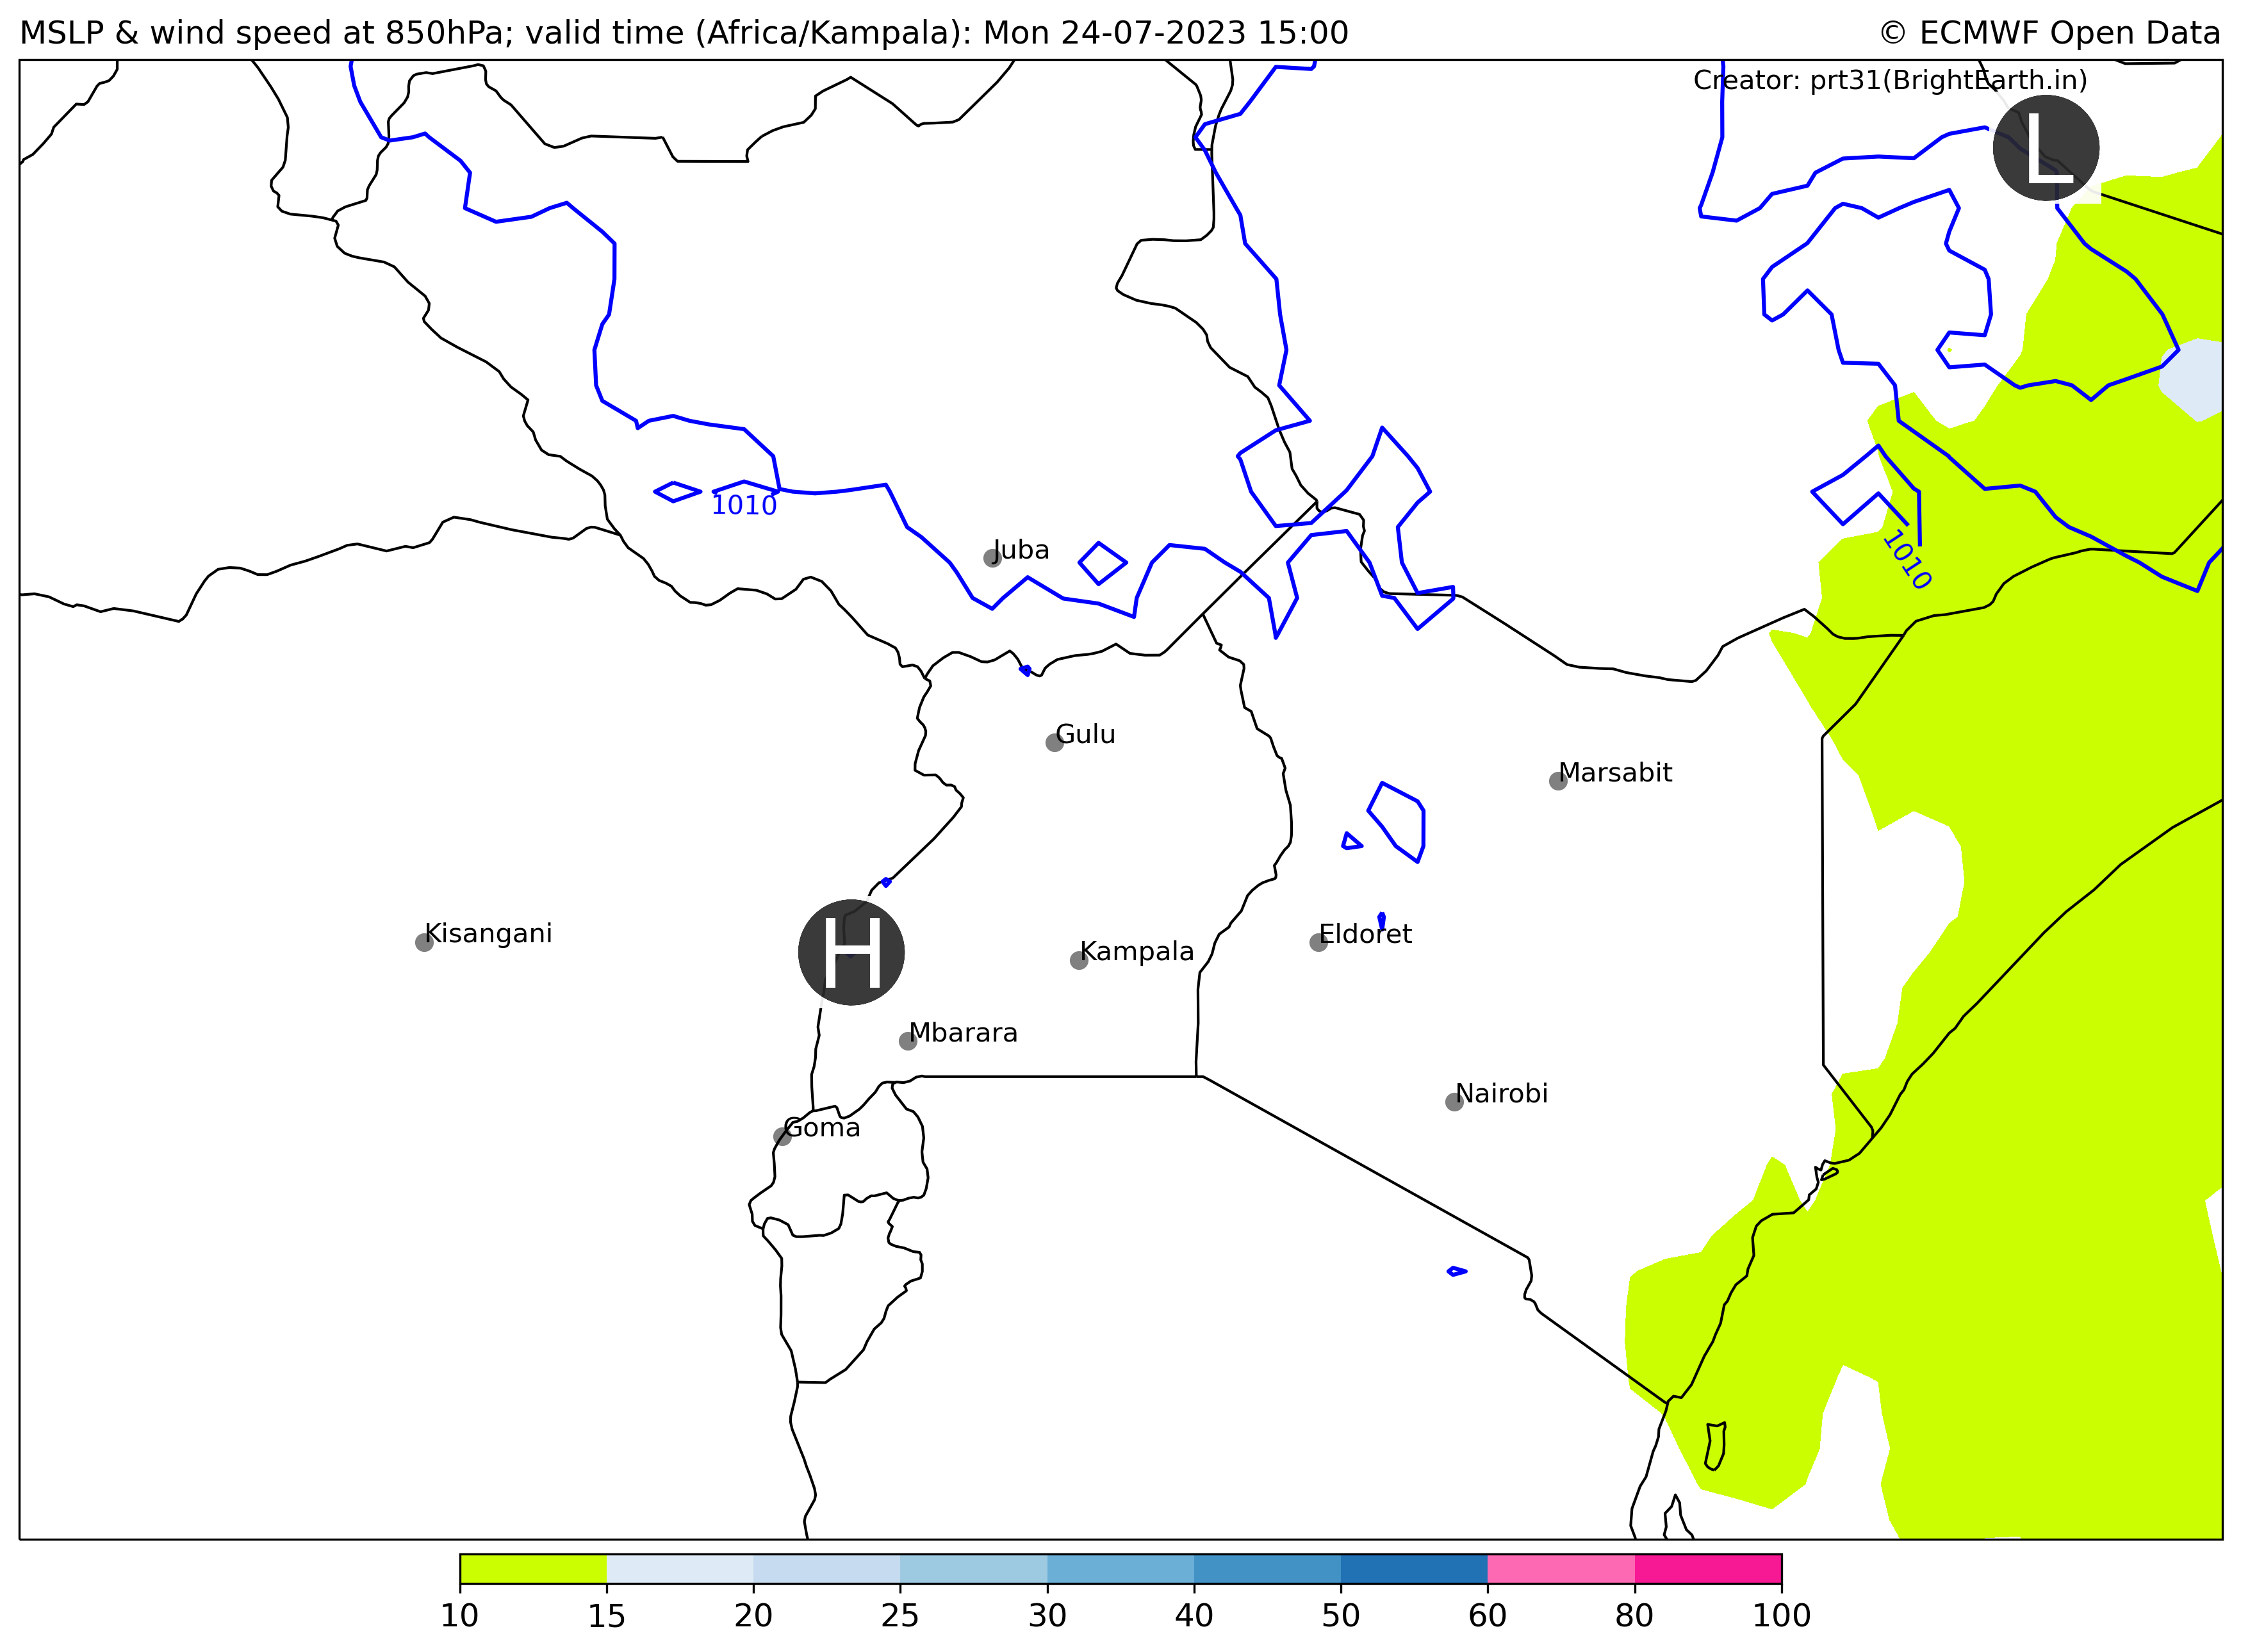 MSLP & wind speed at 850hPa; valid time (Africa/Kampala): Mon 24-07-2023 15:00
© ECMWF Open Data
Creator: prt31(BrightEarth.in)
L
1010
Juba
1010
Gulu
Marsabit
Kisangani
H
Kampala
Eldoret
Mbarara
Nairobi
Goma
10 15 20 25 30 40 50 60 80 100